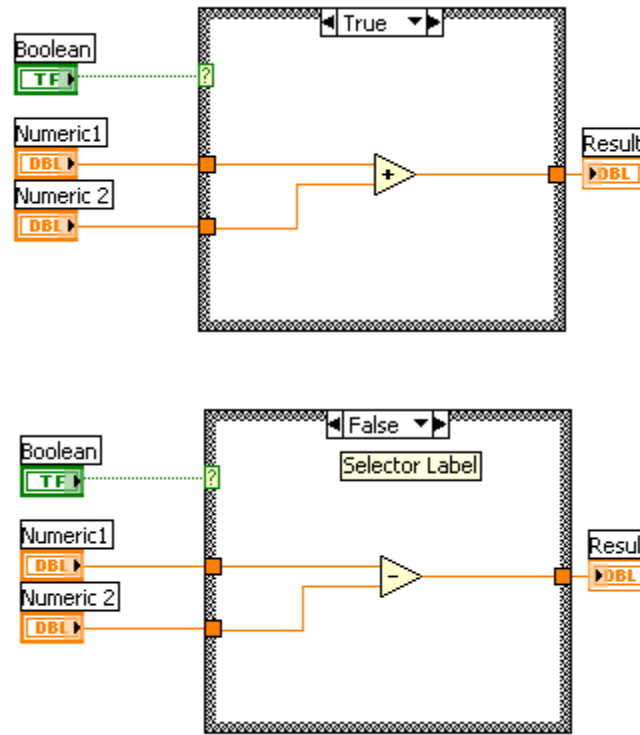 True
Boolean
TF
?
Numeric1
DBL
+
Result
DBL
Numeric 2
DBL
False
Boolean
TF
?
Selector Label
Numeric1
DBL
-
Resul
DBL
Numeric 2
DBL